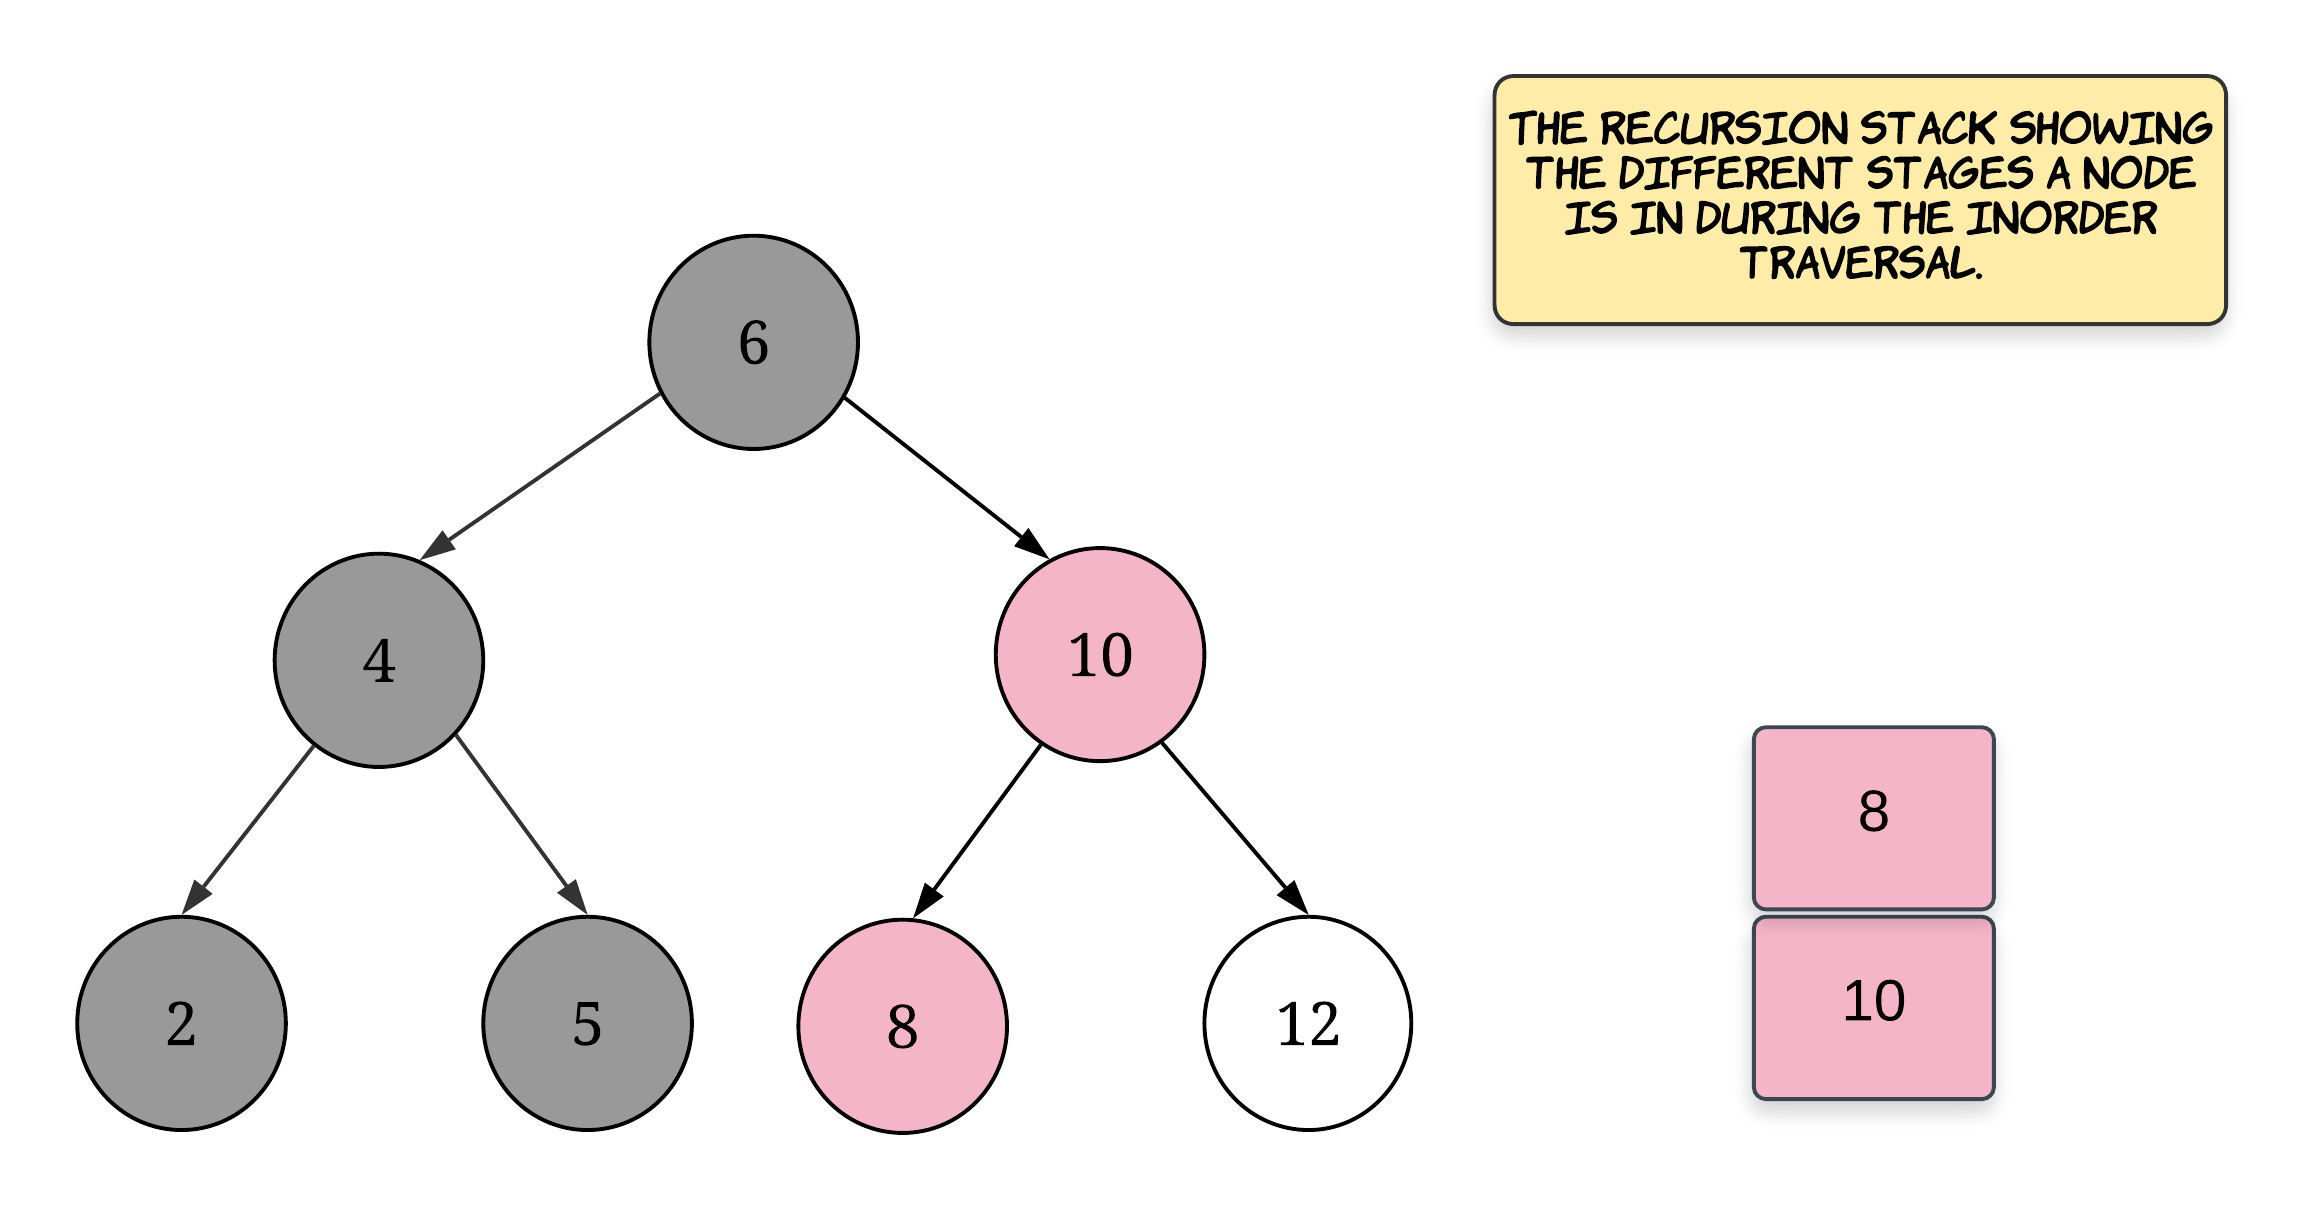 THE RECURSION STACK SHOWING
THE DIFFERENT STAGES A NODE
IS IN DURING THE INORDER
TRAVERSAL.
6
4
10
2
5
8
12
8
10